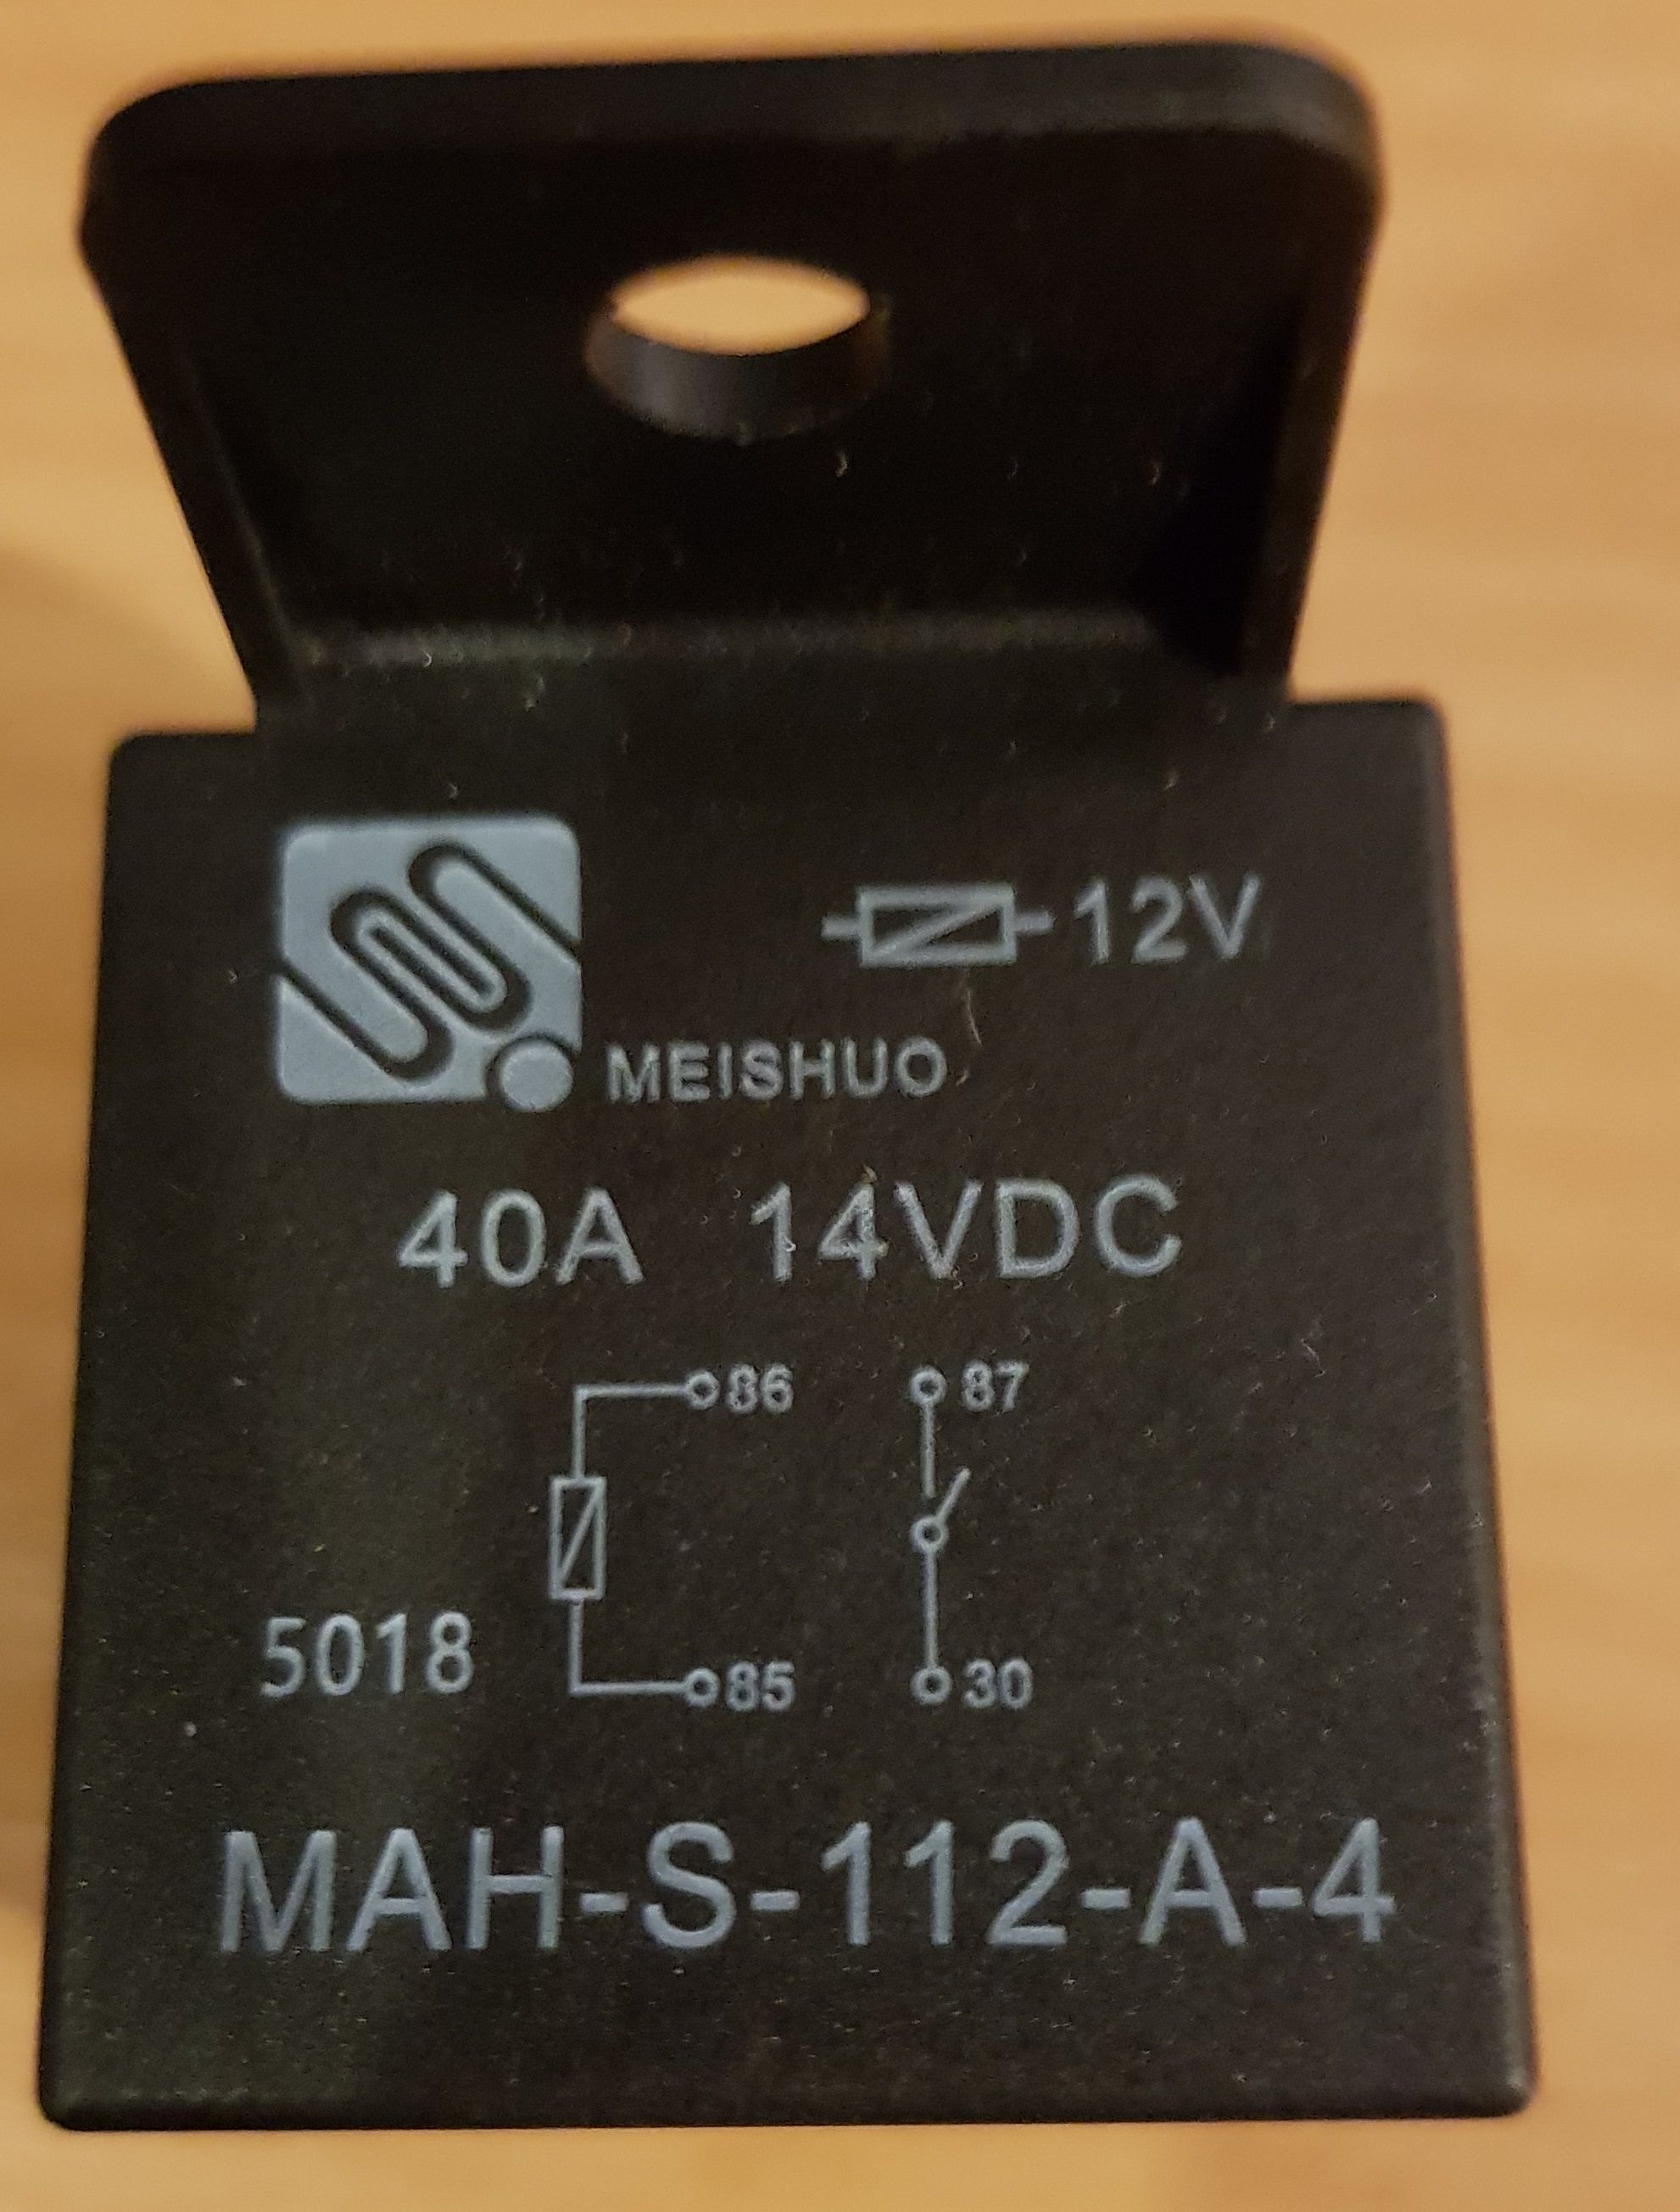 12V
MEISHUO
40A 14VDC
86 87
5018
85 30
MAH-S-112-A-4